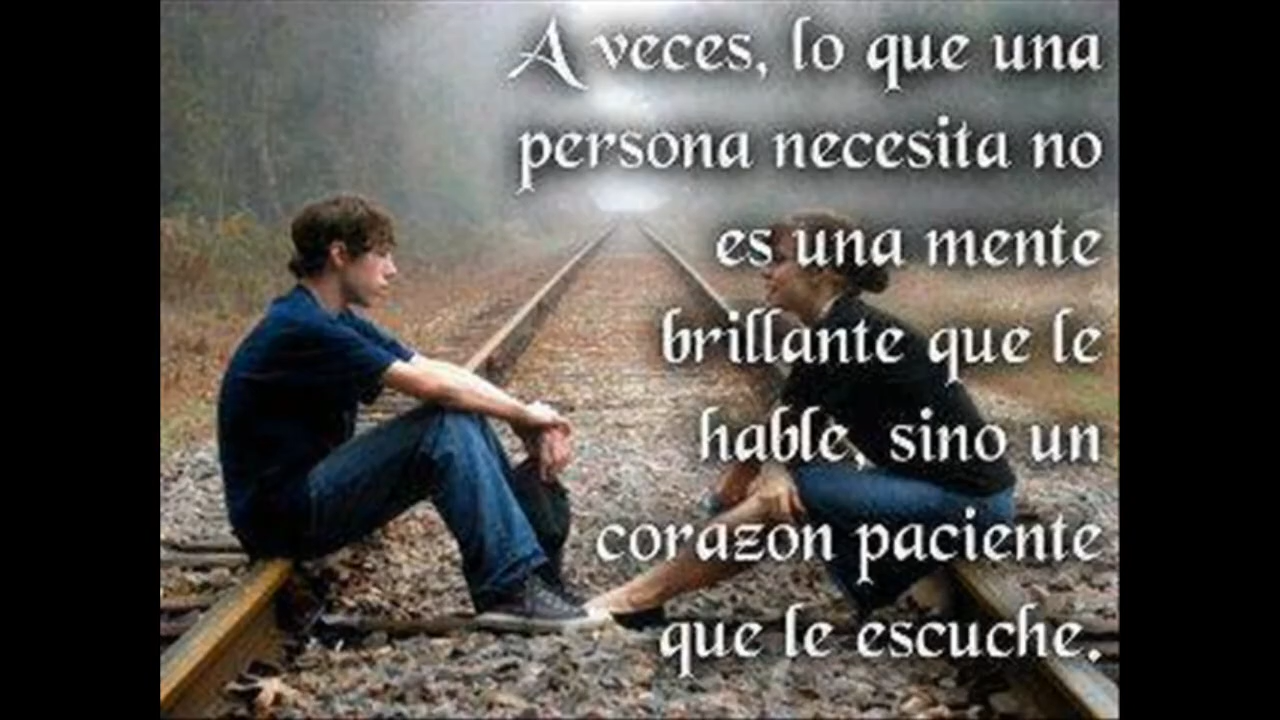 A veces, lo que una
persona necesita no
es una mente
brillante que le
hable, sino un
corazon paciente
que le escuche.